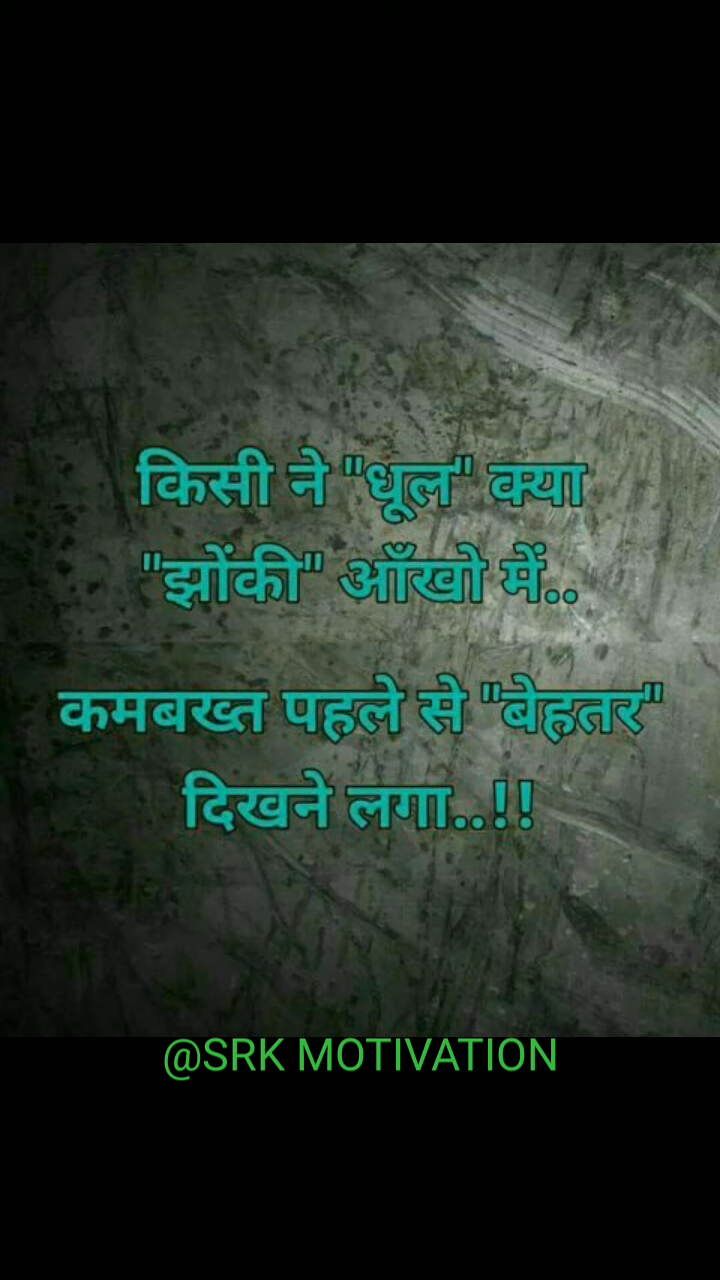 किसी ने "धूल" क्या
"झोंकी" आँखो में..
कमबख्त पहले से "बेहतर"
दिखने लगा..!!
@SRK MOTIVATION